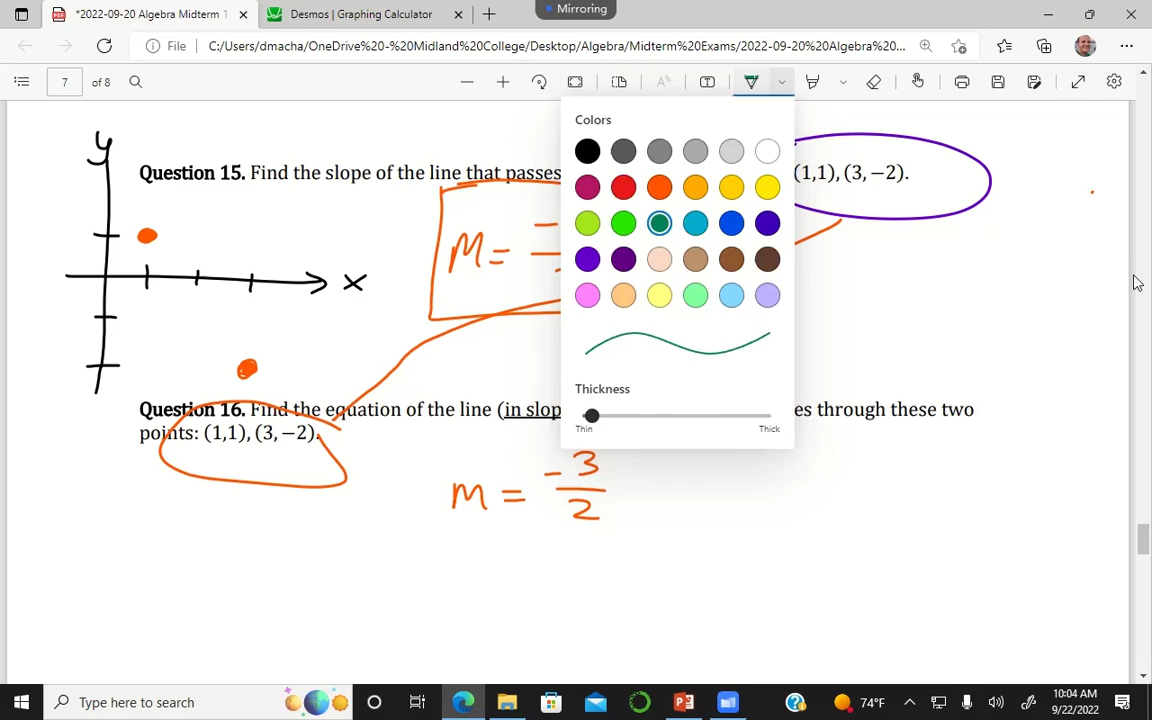 Mirroring
*2022-09-20 Algebra Midterm
Desmos | Graphing Calculator
File
C:/Users/dmacha/OneDrive%20-%20Midland%20College/Desktop/Algebra/Midterm%20Exams/2022-09-20%20Algebra%20...
7 of 8
Colors
y
Question 15. Find the slope of the line that passes
(1,1), (3, −2).
m = -
x
Thickness
Thin
Thick
Question 16. Find the equation of the line (in slop
es through these two
points: (1,1), (3, −2).
m = -3/2
Type here to search
74°F
10:04 AM
9/22/2022